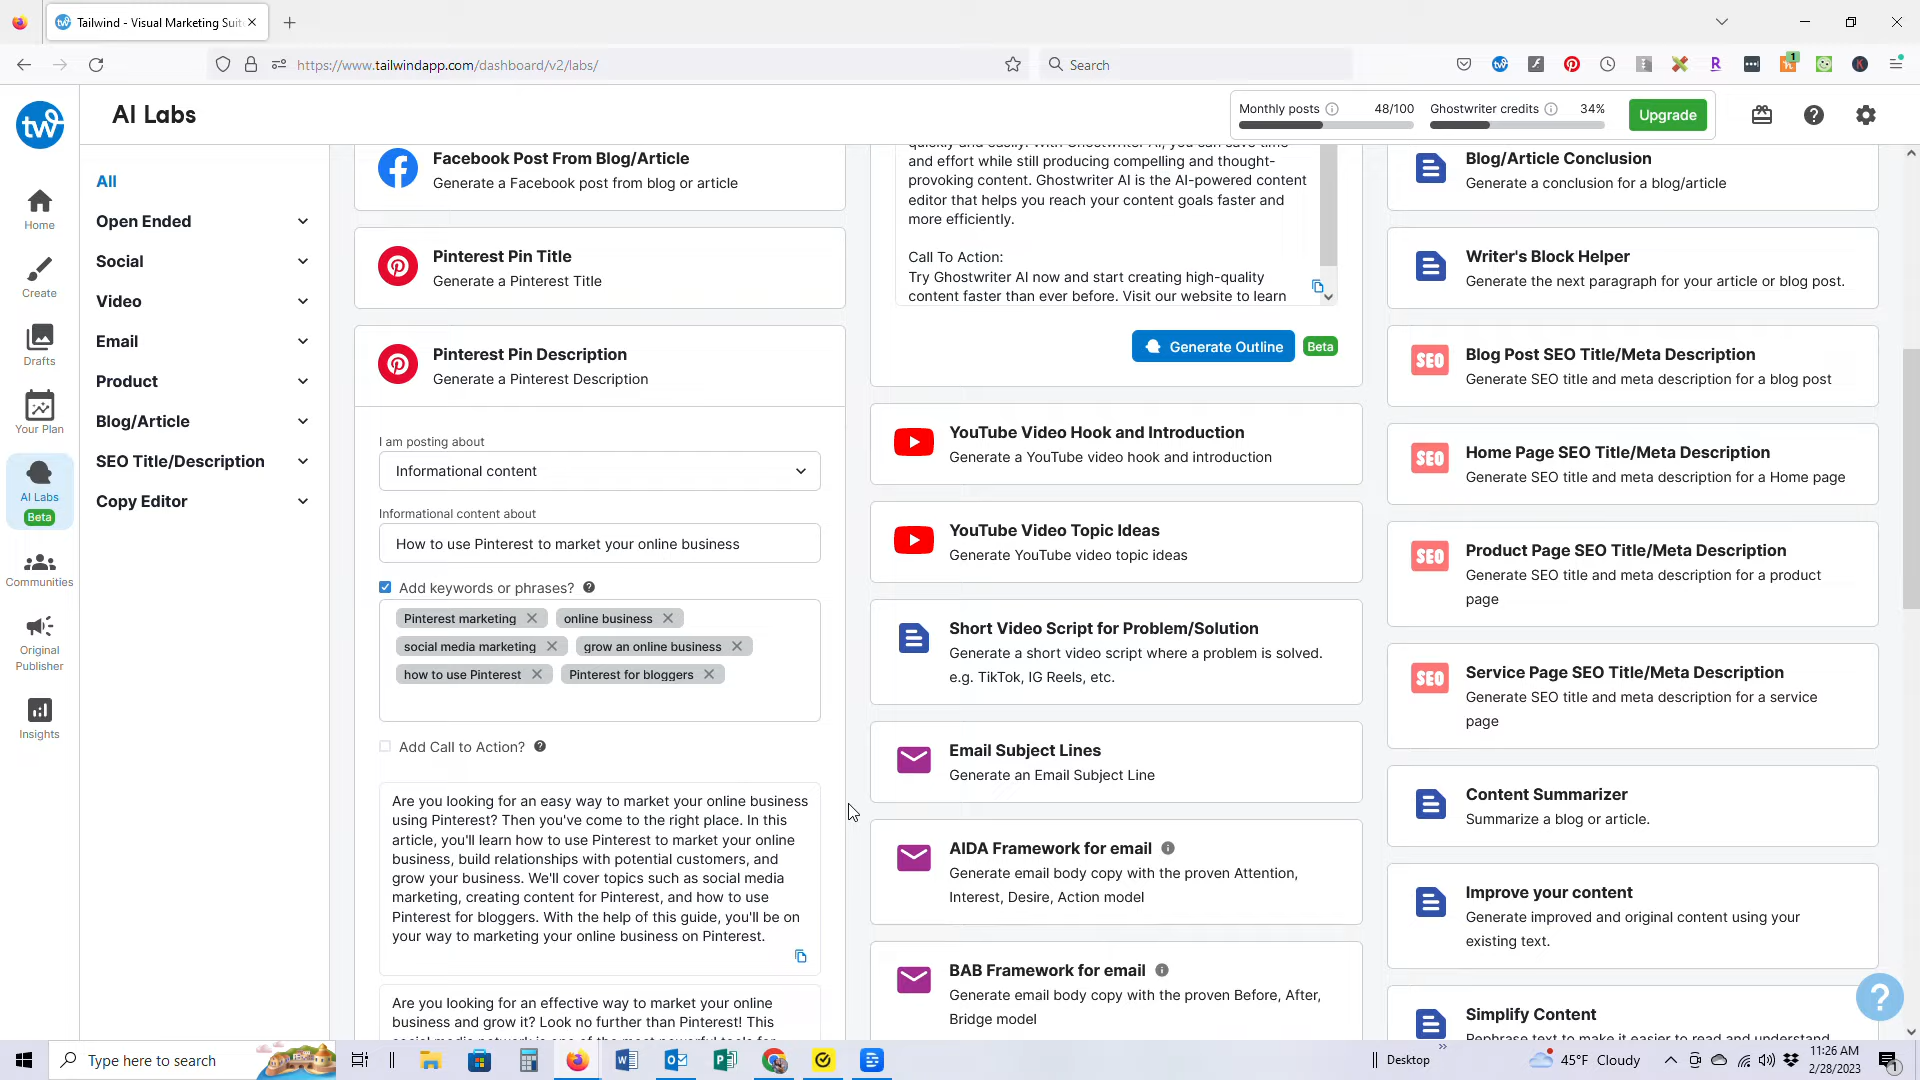 Tailwind - Visual Marketing Suit
https://www.tailwindapp.com/dashboard/v2/labs/
Search
AI Labs
Monthly posts 48/100
Ghostwriter credits 34%
Upgrade
Home
Create
Drafts
Your Plan
AI Labs
Beta
Communities
Original
Publisher
Insights
All
Open Ended
Social
Video
Email
Product
Blog/Article
SEO Title/Description
Copy Editor
Facebook Post From Blog/Article
Generate a Facebook post from blog or article
Pinterest Pin Title
Generate a Pinterest Title
Pinterest Pin Description
Generate a Pinterest Description
I am posting about
Informational content
Informational content about
How to use Pinterest to market your online business
Add keywords or phrases?
Pinterest marketing
online business
social media marketing
grow an online business
how to use Pinterest
Pinterest for bloggers
Add Call to Action?
Are you looking for an easy way to market your online business
using Pinterest? Then you've come to the right place. In this
article, you'll learn how to use Pinterest to market your online
business, build relationships with potential customers, and
grow your business. We'll cover topics such as social media
marketing, creating content for Pinterest, and how to use
Pinterest for bloggers. With the help of this guide, you'll be on
your way to marketing your online business on Pinterest.
Are you looking for an effective way to market your online
business and grow it? Look no further than Pinterest! This
quickly and easily. With Ghostwriter AI, you can save time
and effort while still producing compelling and thought-
provoking content. Ghostwriter AI is the AI-powered content
editor that helps you reach your content goals faster and
more efficiently.
Call To Action:
Try Ghostwriter AI now and start creating high-quality
content faster than ever before. Visit our website to learn
Generate Outline
Beta
YouTube Video Hook and Introduction
Generate a YouTube video hook and introduction
YouTube Video Topic Ideas
Generate YouTube video topic ideas
Short Video Script for Problem/Solution
Generate a short video script where a problem is solved.
e.g. TikTok, IG Reels, etc.
Email Subject Lines
Generate an Email Subject Line
AIDA Framework for email
Generate email body copy with the proven Attention,
Interest, Desire, Action model
BAB Framework for email
Generate email body copy with the proven Before, After,
Bridge model
Blog/Article Conclusion
Generate a conclusion for a blog/article
Writer's Block Helper
Generate the next paragraph for your article or blog post.
SEO
Blog Post SEO Title/Meta Description
Generate SEO title and meta description for a blog post
SEO
Home Page SEO Title/Meta Description
Generate SEO title and meta description for a Home page
SEO
Product Page SEO Title/Meta Description
Generate SEO title and meta description for a product
page
SEO
Service Page SEO Title/Meta Description
Generate SEO title and meta description for a service
page
Content Summarizer
Summarize a blog or article.
Improve your content
Generate improved and original content using your
existing text.
Simplify Content
Rephrase text to make it easier to read and understand
Type here to search
Desktop
45°F Cloudy
11:26 AM
2/28/2023